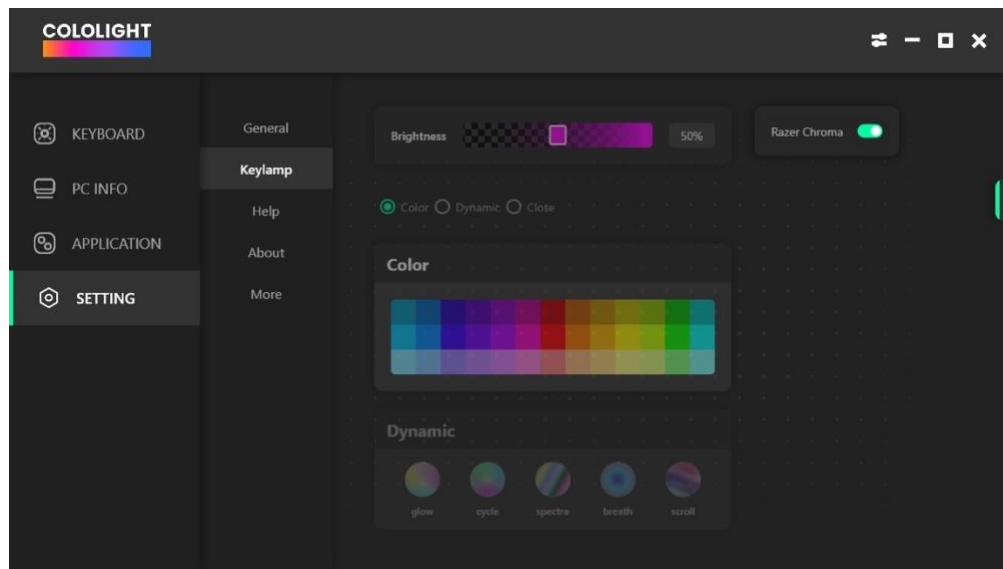 COLOLIGHT
KEYBOARD
PC INFO
APPLICATION
SETTING
General
Keylamp
Help
About
More
Brightness 50%
Razer Chroma
Color Dynamic Clote
Color
Dynamic
glow cycle spectra breath scroll